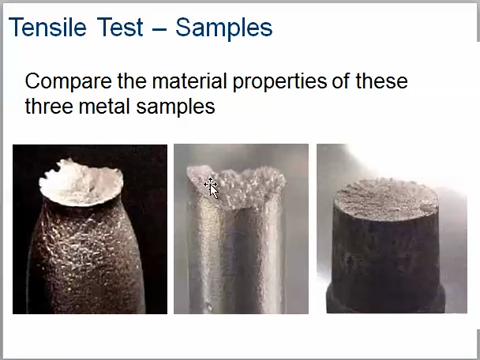 Tensile Test – Samples
Compare the material properties of these
three metal samples